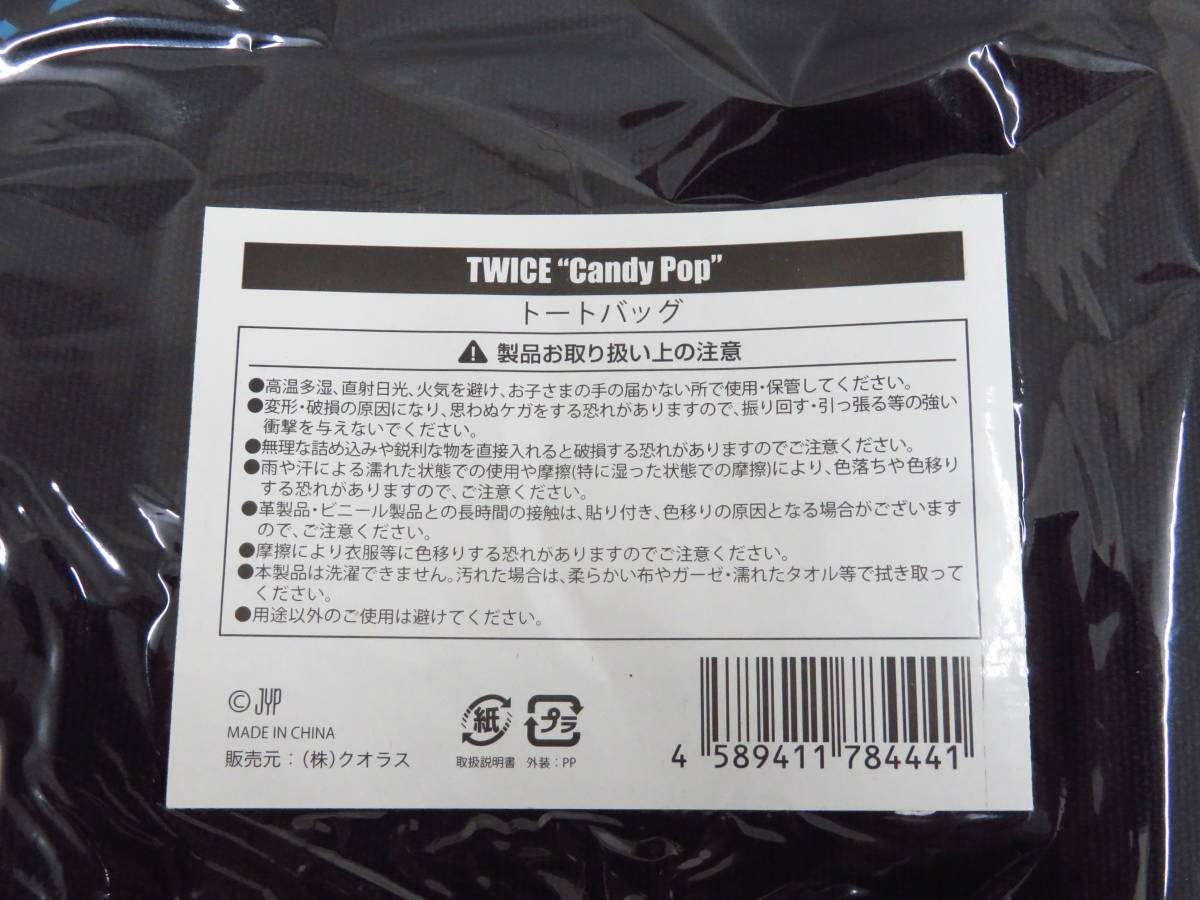 TWICE “Candy Pop”
トートバッグ
製品お取り扱い上の注意
●高温多湿、直射日光、火気を避け、お子さまの手の届かない所で使用・保管してください。
●変形・破損の原因になり、思わぬケガをする恐れがありますので、振り回す・引っ張る等の強い
衝撃を与えないでください。
●無理な詰め込みや鋭利な物を直接入れると破損する恐れがありますのでご注意ください。
●雨や汗による濡れた状態での使用や摩擦(特に湿った状態での摩擦)により、色落ちや色移り
する恐れがありますので、ご注意ください。
●革製品・ビニール製品との長時間の接触は、貼り付き、色移りの原因となる場合がございます
ので、ご注意ください。
●摩擦により衣服等に色移りする恐れがありますのでご注意ください。
●本製品は洗濯できません。汚れた場合は、柔らかい布やガーゼ・濡れたタオル等で拭き取って
ください。
●用途以外のご使用は避けてください。
© JYP
MADE IN CHINA
販売元：（株）クオラス
紙
取扱説明書
プラ
外装：PP
4 589411 784441